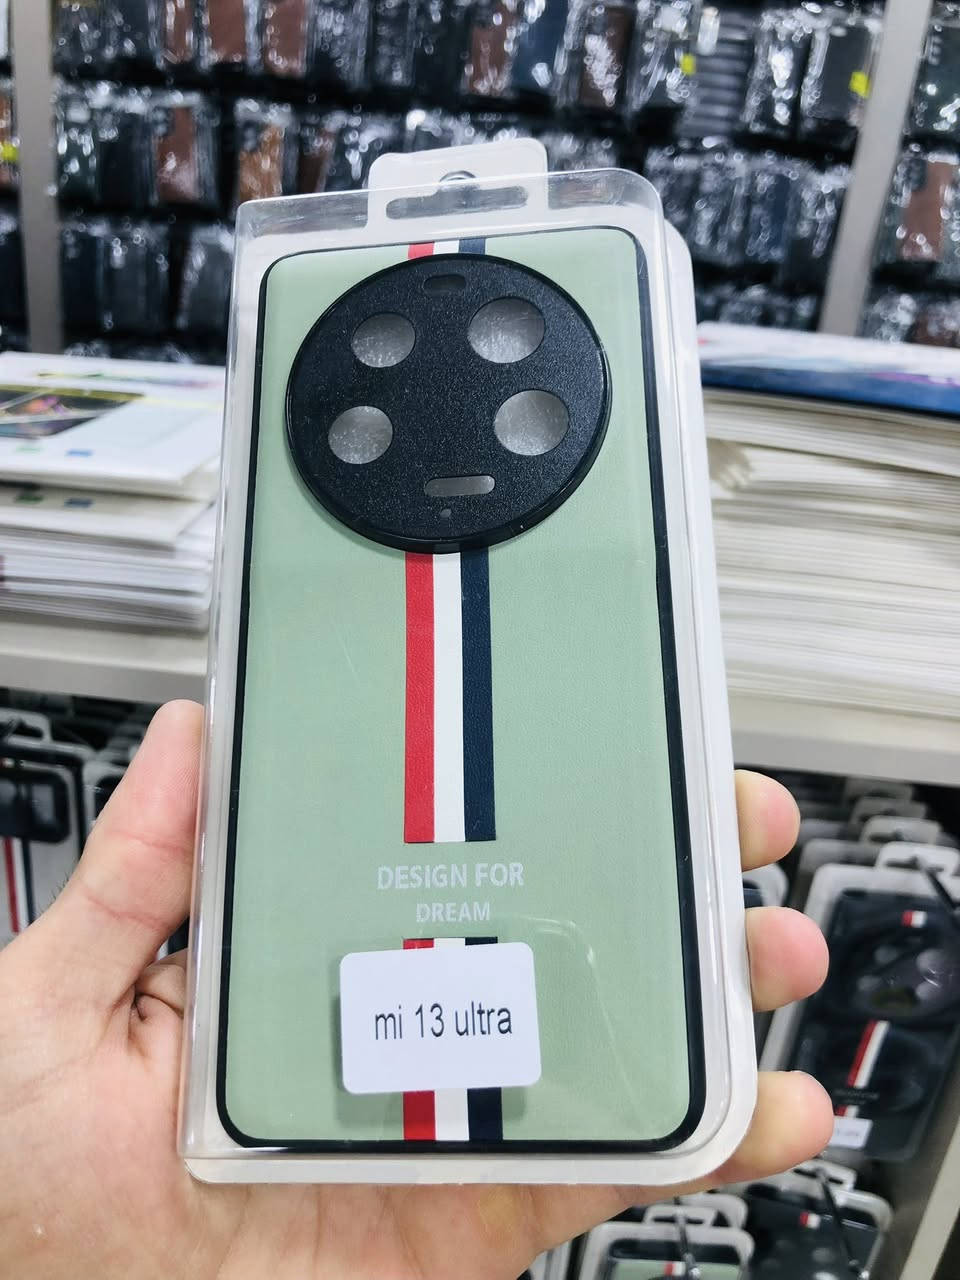 DESIGN FOR
DREAM
mi 13 ultra